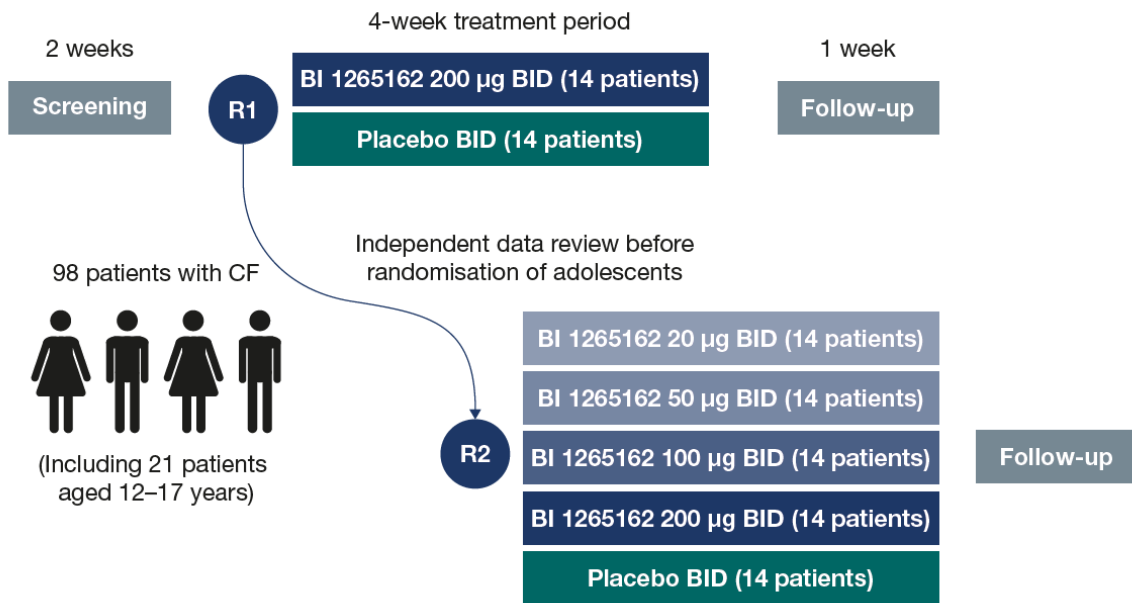 4-week treatment period
2 weeks
1 week
Screening
R1
BI 1265162 200 µg BID (14 patients)
Placebo BID (14 patients)
Follow-up
Independent data review before
randomisation of adolescents
98 patients with CF
(Including 21 patients
aged 12–17 years)
R2
BI 1265162 20 µg BID (14 patients)
BI 1265162 50 µg BID (14 patients)
BI 1265162 100 µg BID (14 patients)
BI 1265162 200 µg BID (14 patients)
Placebo BID (14 patients)
Follow-up